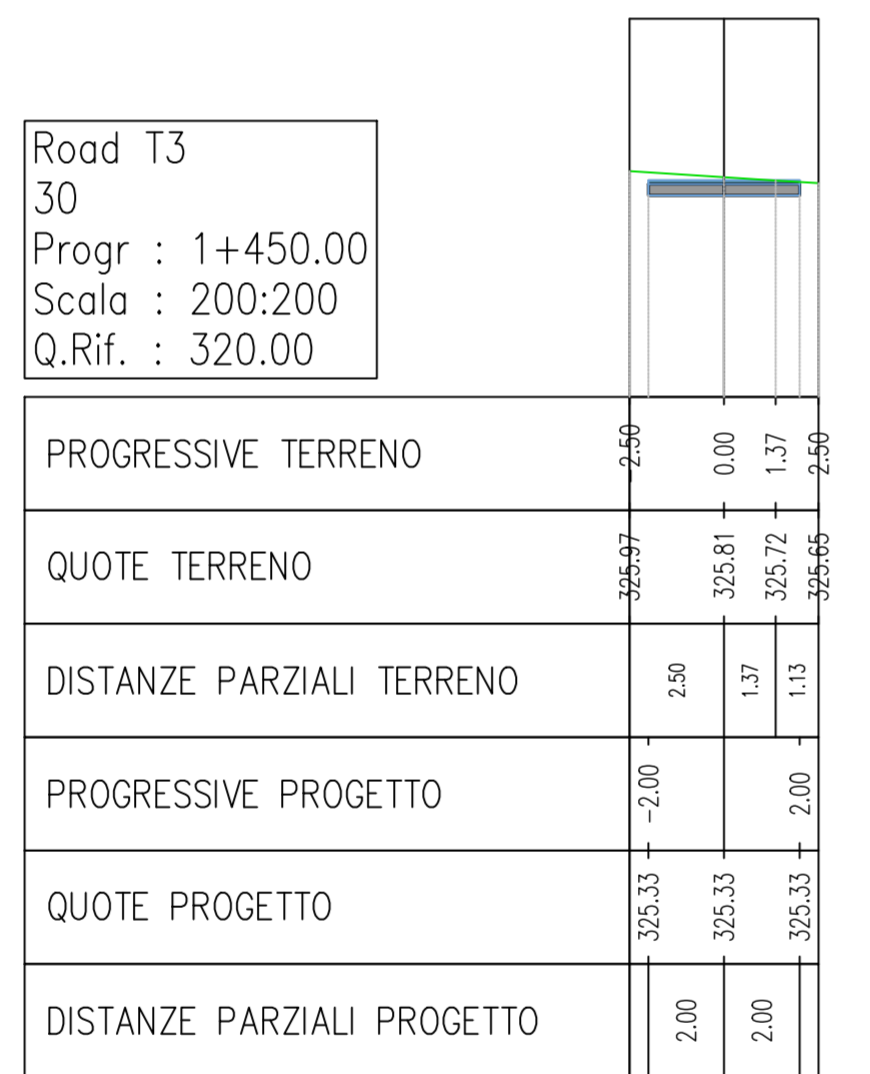 Road T3
30
Progr : 1+450.00
Scala : 200:200
Q.Rif. : 320.00
PROGRESSIVE TERRENO -2.50 0.00 1.37 2.50
QUOTE TERRENO 325.97 325.81 325.72 325.65
DISTANZE PARZIALI TERRENO 2.50 1.37 1.13
PROGRESSIVE PROGETTO -2.00 2.00
QUOTE PROGETTO 325.33 325.33 325.33
DISTANZE PARZIALI PROGETTO 2.00 2.00